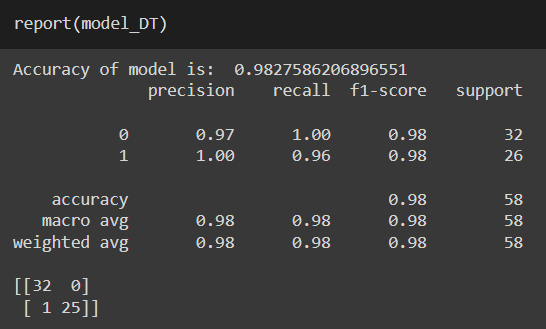 report(model_DT)
Accuracy of model is:  0.9827586206896551
              precision    recall  f1-score   support

           0       0.97      1.00      0.98        32
           1       1.00      0.96      0.98        26

    accuracy                           0.98        58
   macro avg       0.98      0.98      0.98        58
weighted avg       0.98      0.98      0.98        58

[[32  0]
 [ 1 25]]